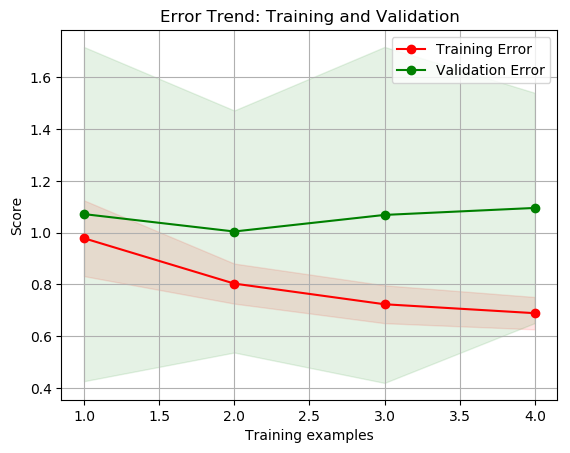 Error Trend: Training and Validation
Training Error
Validation Error
Score
1.6
1.4
1.2
1.0
0.8
0.6
0.4
1.0
1.5
2.0
2.5
3.0
3.5
4.0
Training examples